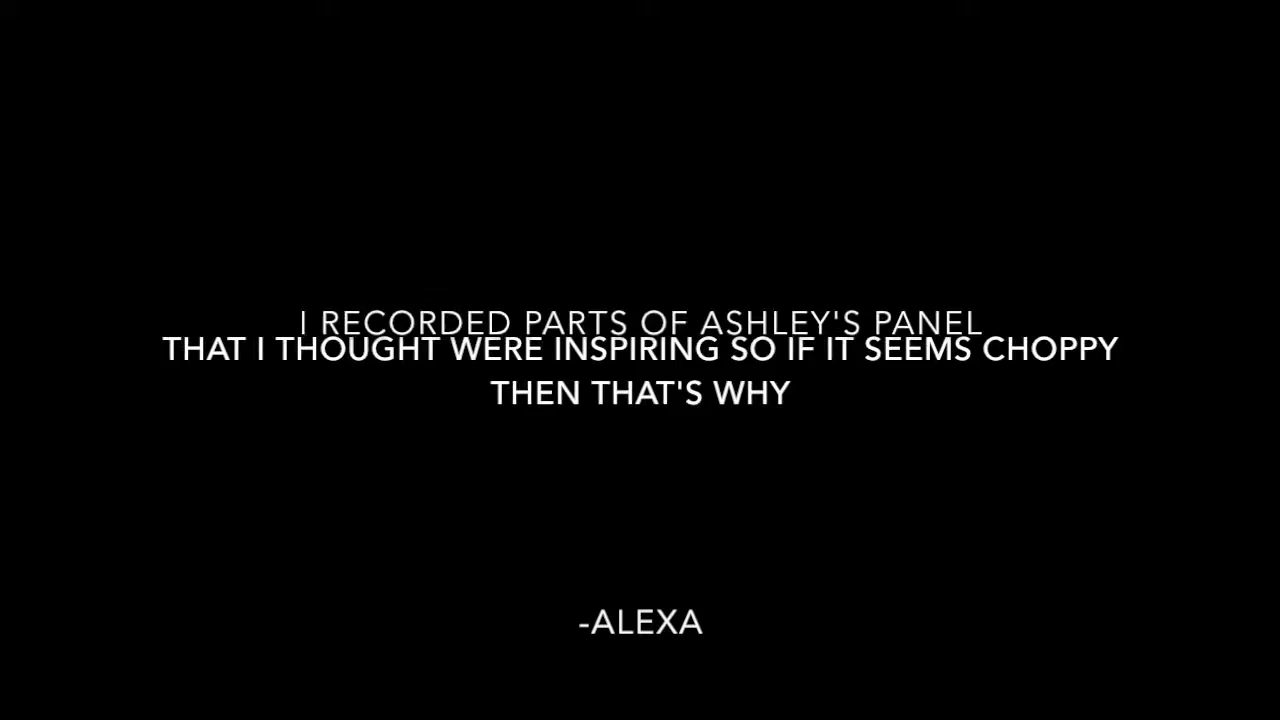 I RECORDED PARTS OF ASHLEY'S PANEL
THAT I THOUGHT WERE INSPIRING SO IF IT SEEMS CHOPPY
THEN THAT'S WHY
-ALEXA